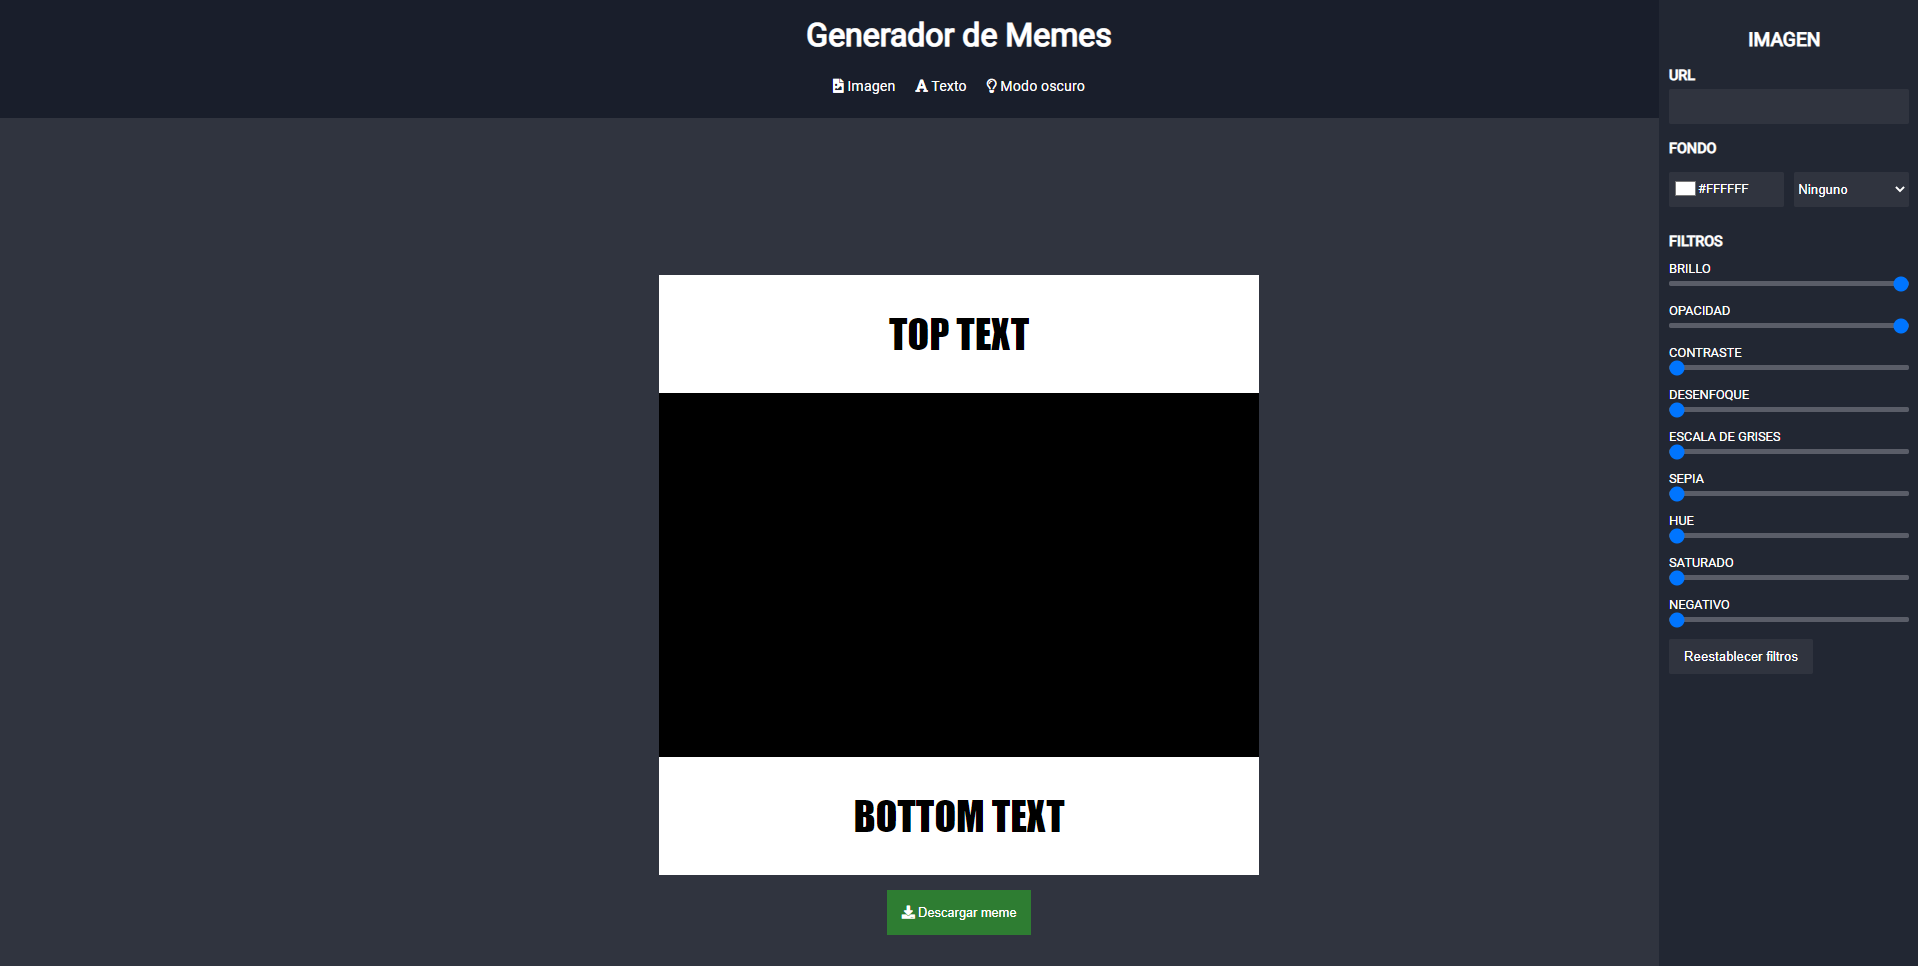 Generador de Memes
Imagen Texto Modo oscuro
TOP TEXT
BOTTOM TEXT
Descargar meme
IMAGEN
URL
FONDO
#FFFFFF Ninguno
FILTROS
BRILLO
OPACIDAD
CONTRASTE
DESENFOQUE
ESCALA DE GRISES
SEPIA
HUE
SATURADO
NEGATIVO
Reestablecer filtros